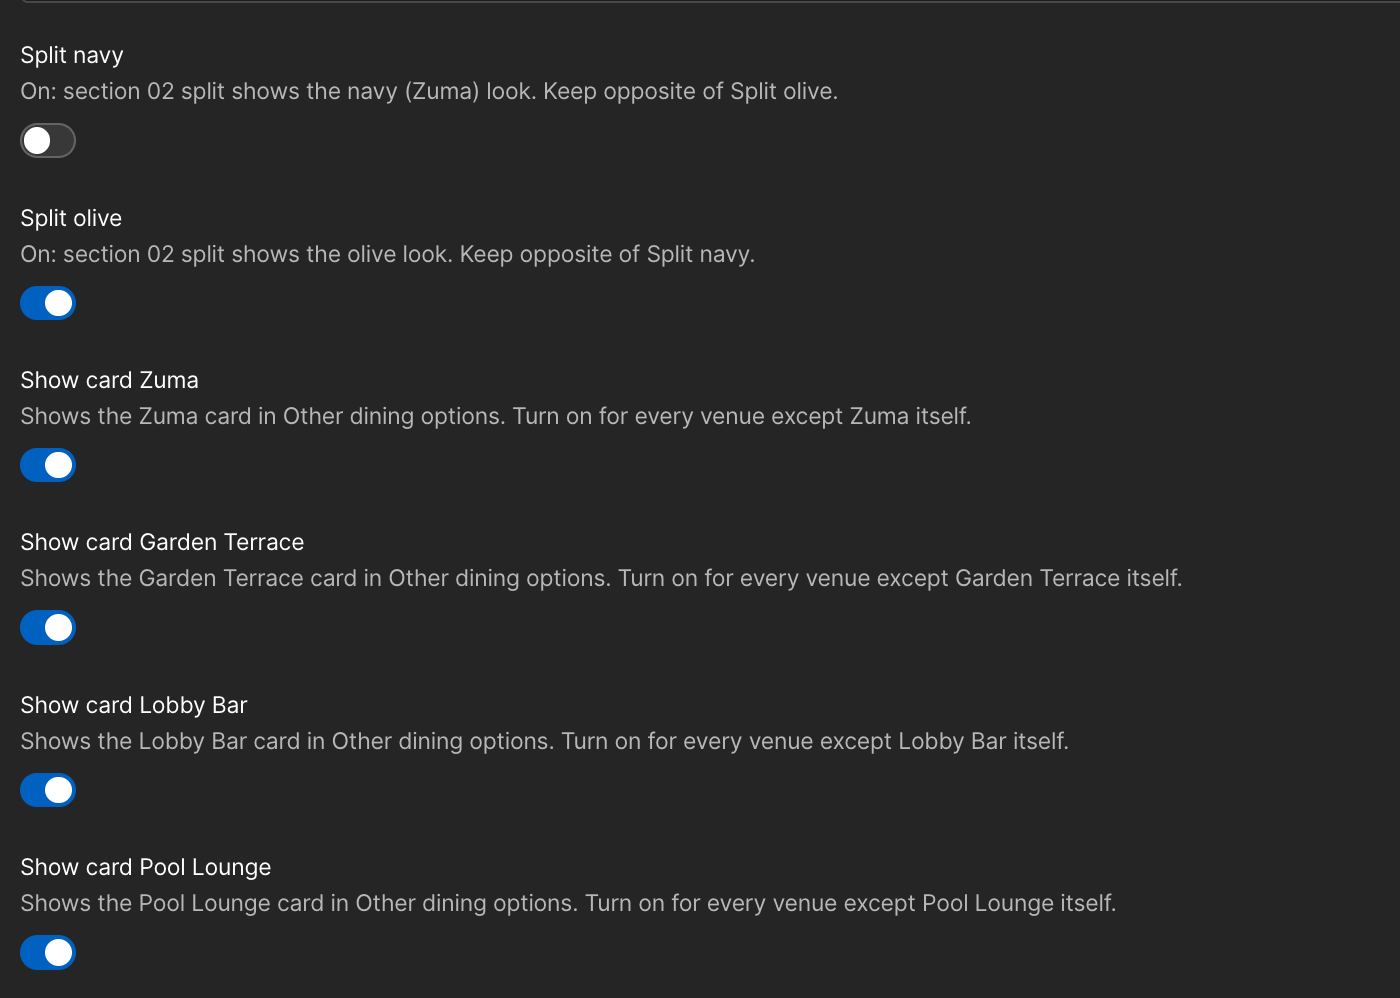 Split navy
On: section 02 split shows the navy (Zuma) look. Keep opposite of Split olive.
Split olive
On: section 02 split shows the olive look. Keep opposite of Split navy.
Show card Zuma
Shows the Zuma card in Other dining options. Turn on for every venue except Zuma itself.
Show card Garden Terrace
Shows the Garden Terrace card in Other dining options. Turn on for every venue except Garden Terrace itself.
Show card Lobby Bar
Shows the Lobby Bar card in Other dining options. Turn on for every venue except Lobby Bar itself.
Show card Pool Lounge
Shows the Pool Lounge card in Other dining options. Turn on for every venue except Pool Lounge itself.